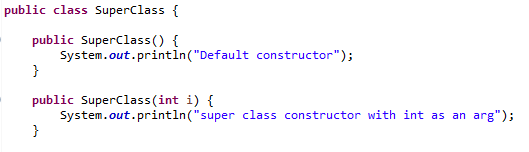 public class SuperClass {
public SuperClass() {
System.out.println("Default constructor");
}
public SuperClass(int i) {
System.out.println("super class constructor with int as an arg");
}